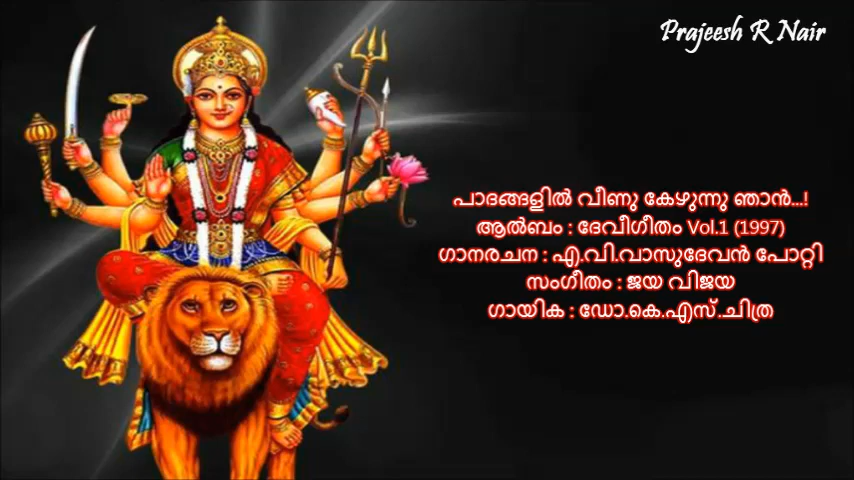 Prajeesh R Nair
പാദങ്ങളിൽ വീണു കേഴുന്നു ഞാൻ...!
ആൽബം : ദേവീഗീതം Vol.1 (1997)
ഗാനരചന : എ.വി.വാസുദേവൻ പോറ്റി
സംഗീതം : ജയ വിജയ
ഗായിക : ഡോ.കെ.എസ്.ചിത്ര